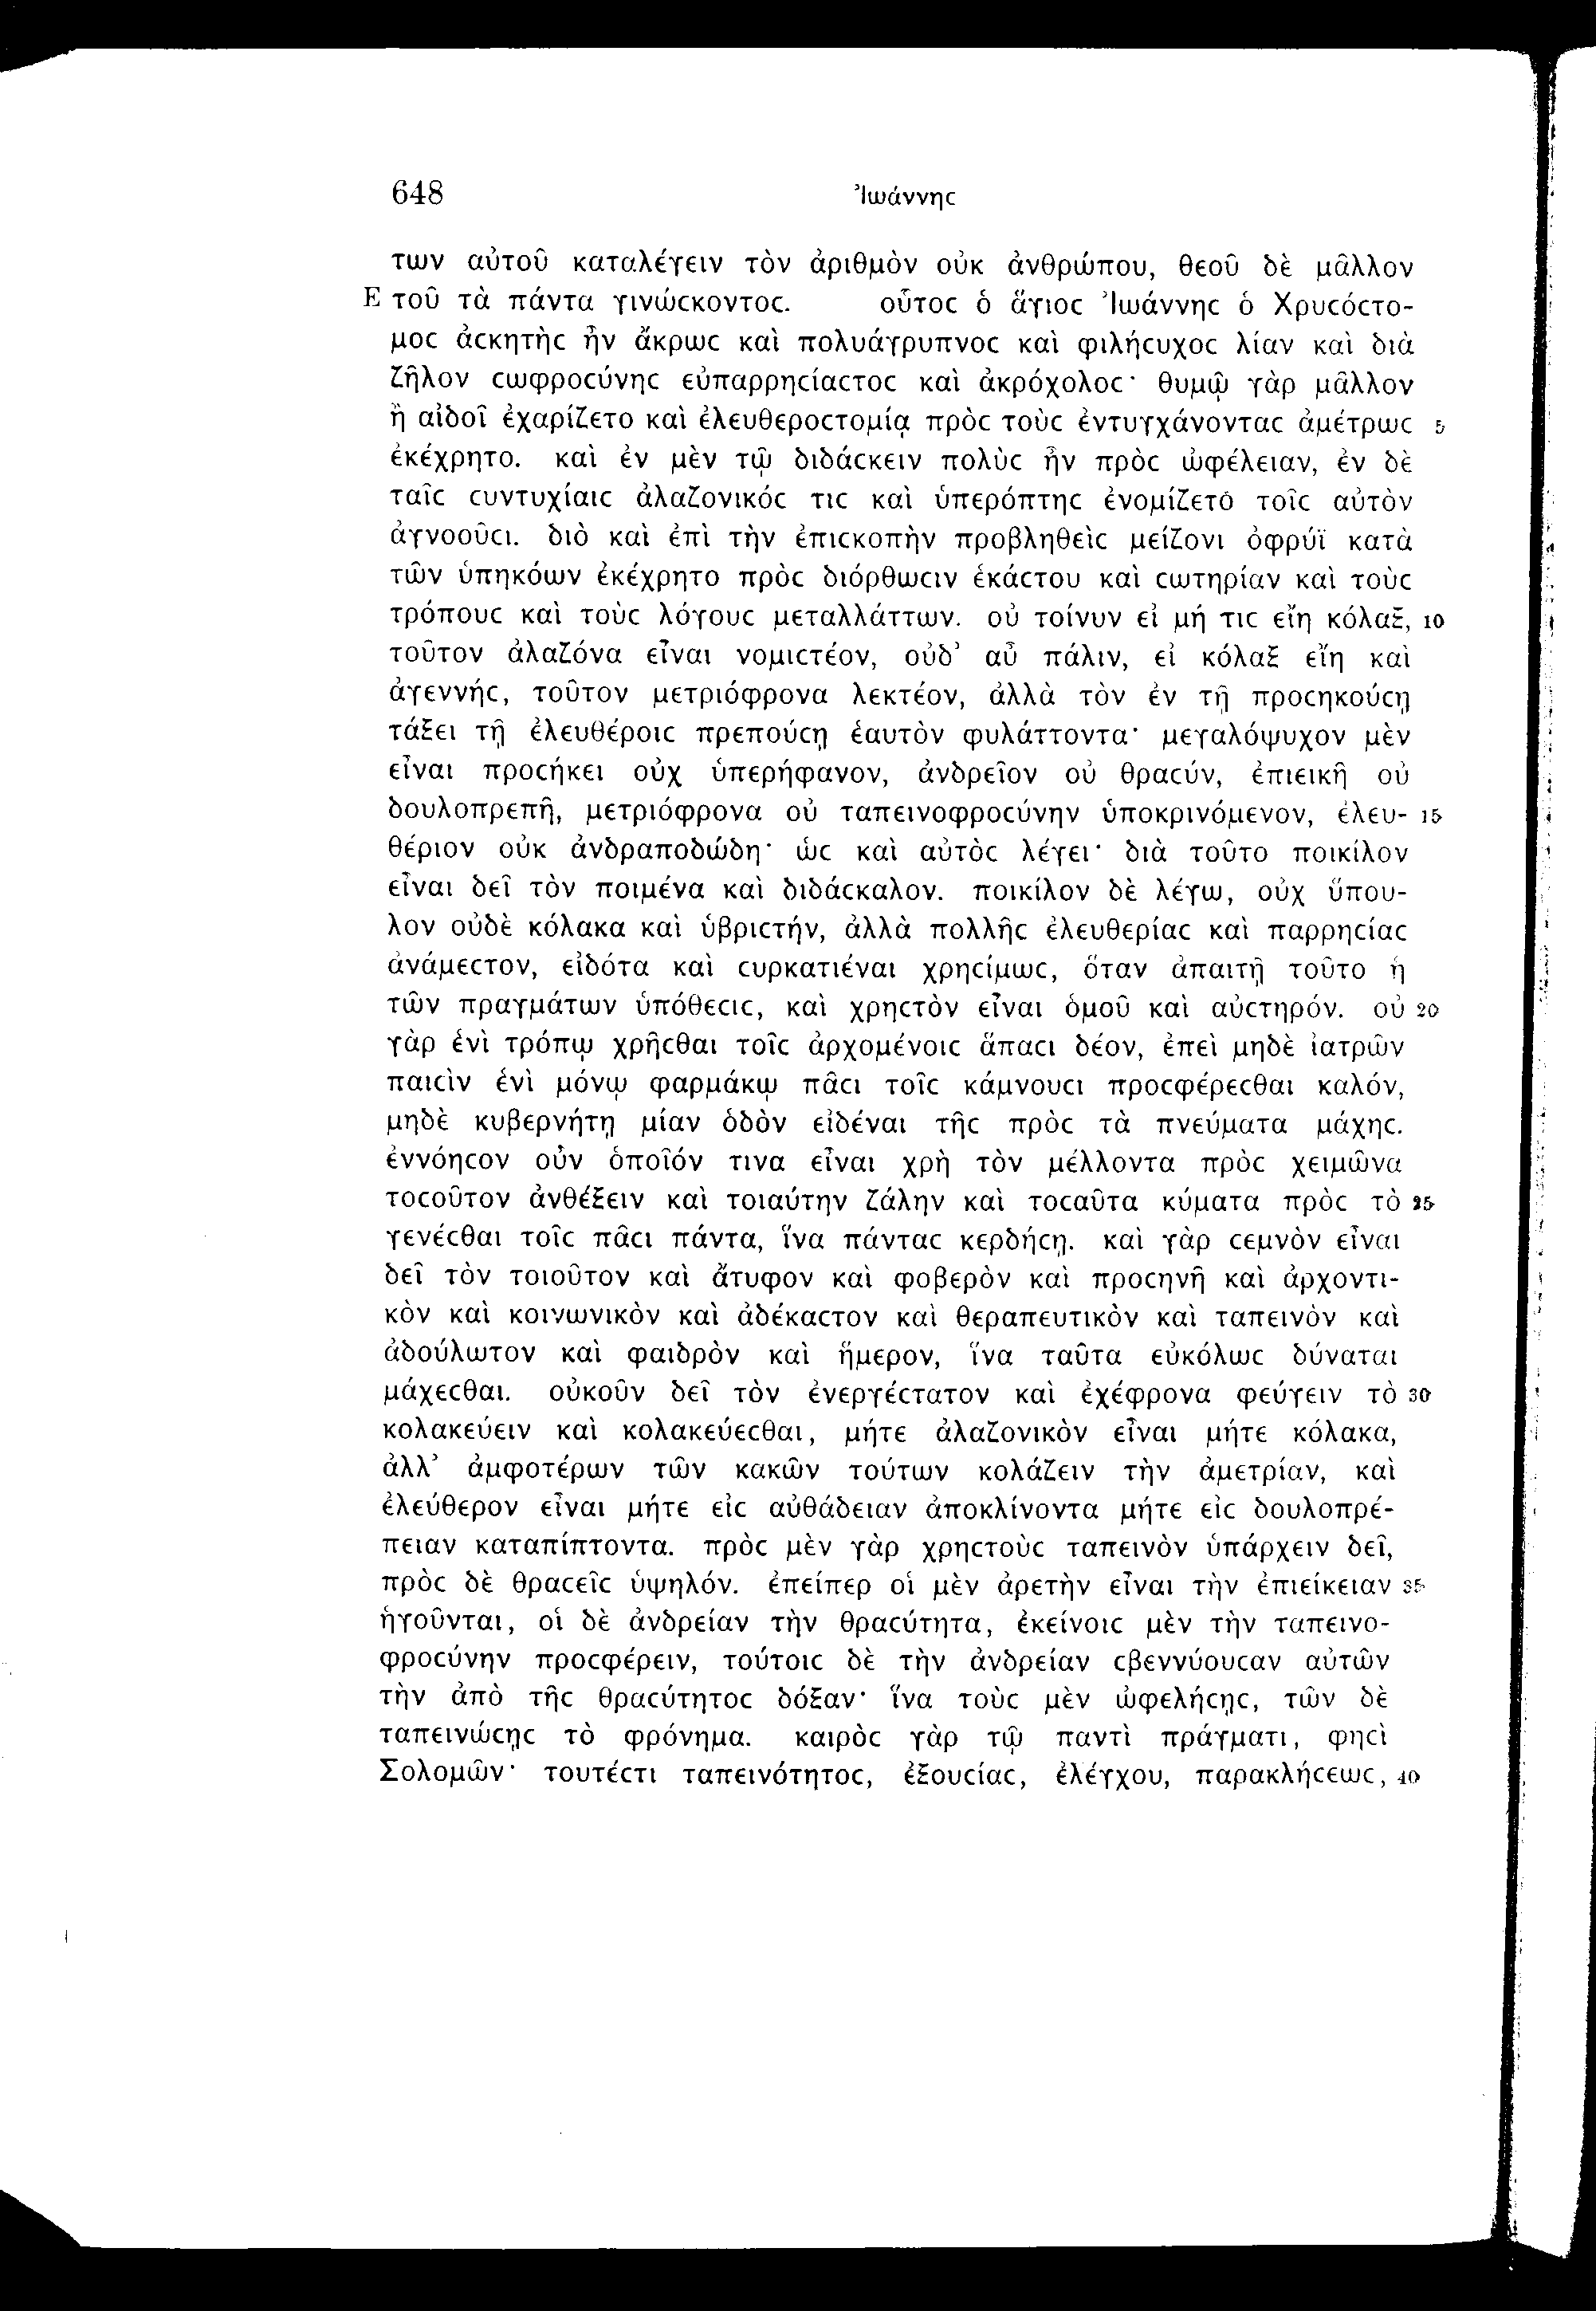 648 Ἰωάννηϲ
των αὐτοῦ καταλέγειν τὸν ἀριθμὸν οὐκ ἀνθρώπου, θεοῦ δὲ μᾶλλον
Ε τοῦ τὰ πάντα γινώϲκοντοϲ. οὗτοϲ ὁ ἅγιοϲ Ἰωάννηϲ ὁ Χρυϲόϲτο-
μοϲ ἀϲκητὴϲ ἦν ἄκρωϲ καὶ πολυάγρυπνοϲ καὶ φιλήϲυχοϲ λίαν καὶ διὰ
ζῆλον ϲωφροϲύνηϲ εὐπαρρηϲίαϲτοϲ καὶ ἀκρόχολοϲ· θυμῷ γὰρ μᾶλλον
ἢ αἰδοῖ ἐχαρίζετο καὶ ἐλευθεροϲτομίᾳ πρὸϲ τοὺϲ ἐντυγχάνονταϲ ἀμέτρωϲ 5
ἐκέχρητο. καὶ ἐν μὲν τῷ διδάϲκειν πολὺϲ ἦν πρὸϲ ὠφέλειαν, ἐν δὲ
ταῖϲ ϲυντυχίαιϲ ἀλαζονικόϲ τιϲ καὶ ὑπερόπτηϲ ἐνομίζετο τοῖϲ αὐτὸν
ἀγνοοῦϲι. διὸ καὶ ἐπὶ τὴν ἐπιϲκοπὴν προβληθεὶϲ μείζονι ὀφρύϊ κατὰ
τῶν ὑπηκόων ἐκέχρητο πρὸϲ διόρθωϲιν ἑκάϲτου καὶ ϲωτηρίαν καὶ τοὺϲ
τρόπουϲ καὶ τοὺϲ λόγουϲ μεταλλάττων. οὐ τοίνυν εἰ μή τιϲ εἴη κόλαξ, 10
τοῦτον ἀλαζόνα εἶναι νομιϲτέον, οὐδ’ αὖ πάλιν, εἰ κόλαξ εἴη καὶ
ἀγεννήϲ, τοῦτον μετριόφρονα λεκτέον, ἀλλὰ τὸν ἐν τῇ προϲηκούϲῃ
τάξει τῇ ἐλευθέροιϲ πρεπούϲῃ ἑαυτὸν φυλάττοντα· μεγαλόψυχον μὲν
εἶναι προϲήκει οὐχ ὑπερήφανον, ἀνδρεῖον οὐ θραϲύν, ἐπιεικῆ οὐ
δουλοπρεπῆ, μετριόφρονα οὐ ταπεινοφροϲύνην ὑποκρινόμενον, ἐλευ- 15
θέριον οὐκ ἀνδραποδώδη· ὡϲ καὶ αὐτὸϲ λέγει· διὰ τοῦτο ποικίλον
εἶναι δεῖ τὸν ποιμένα καὶ διδάϲκαλον. ποικίλον δὲ λέγω, οὐχ ὕπου-
λον οὐδὲ κόλακα καὶ ὑβριϲτήν, ἀλλὰ πολλῆϲ ἐλευθερίαϲ καὶ παρρηϲίαϲ
ἀνάμεϲτον, εἰδότα καὶ ϲυρκατιέναι χρηϲίμωϲ, ὅταν ἀπαιτῇ τοῦτο ἡ
τῶν πραγμάτων ὑπόθεϲιϲ, καὶ χρηϲτὸν εἶναι ὁμοῦ καὶ αὐϲτηρόν. οὐ 20
γὰρ ἑνὶ τρόπῳ χρῆϲθαι τοῖϲ ἀρχομένοιϲ ἅπαϲι δέον, ἐπεὶ μηδὲ ἰατρῶν
παιϲὶν ἑνὶ μόνῳ φαρμάκῳ πᾶϲι τοῖϲ κάμνουϲι προϲφέρεϲθαι καλόν,
μηδὲ κυβερνήτῃ μίαν ὁδὸν εἰδέναι τῆϲ πρὸϲ τὰ πνεύματα μάχηϲ.
ἐννόηϲον οὖν ὁποῖόν τινα εἶναι χρὴ τὸν μέλλοντα πρὸϲ χειμῶνα
τοϲοῦτον ἀνθέξειν καὶ τοιαύτην ζάλην καὶ τοϲαῦτα κύματα πρὸϲ τὸ 25
γενέϲθαι τοῖϲ πᾶϲι πάντα, ἵνα πάνταϲ κερδήϲῃ. καὶ γὰρ ϲεμνὸν εἶναι
δεῖ τὸν τοιοῦτον καὶ ἄτυφον καὶ φοβερὸν καὶ προϲηνῆ καὶ ἀρχοντι-
κὸν καὶ κοινωνικὸν καὶ ἀδέκαϲτον καὶ θεραπευτικὸν καὶ ταπεινὸν καὶ
ἀδούλωτον καὶ φαιδρὸν καὶ ἥμερον, ἵνα ταῦτα εὐκόλωϲ δύναται
μάχεϲθαι. οὐκοῦν δεῖ τὸν ἐνεργέϲτατον καὶ ἐχέφρονα φεύγειν τὸ 30
κολακεύειν καὶ κολακεύεϲθαι, μήτε ἀλαζονικὸν εἶναι μήτε κόλακα,
ἀλλ’ ἀμφοτέρων τῶν κακῶν τούτων κολάζειν τὴν ἀμετρίαν, καὶ
ἐλεύθερον εἶναι μήτε εἰϲ αὐθάδειαν ἀποκλίνοντα μήτε εἰϲ δουλοπρέ-
πειαν καταπίπτοντα. πρὸϲ μὲν γὰρ χρηϲτοὺϲ ταπεινὸν ὑπάρχειν δεῖ,
πρὸϲ δὲ θραϲεῖϲ ὑψηλόν. ἐπείπερ οἱ μὲν ἀρετὴν εἶναι τὴν ἐπιείκειαν 35
ἡγοῦνται, οἱ δὲ ἀνδρείαν τὴν θραϲύτητα, ἐκείνοιϲ μὲν τὴν ταπεινο-
φροϲύνην προϲφέρειν, τούτοιϲ δὲ τὴν ἀνδρείαν ϲβεννύουϲαν αὐτῶν
τὴν ἀπὸ τῆϲ θραϲύτητοϲ δόξαν· ἵνα τοὺϲ μὲν ὠφελήϲῃϲ, τῶν δὲ
ταπεινώϲῃϲ τὸ φρόνημα. καιρὸϲ γὰρ τῷ παντὶ πράγματι, φηϲὶ
Σολομῶν· τουτέϲτι ταπεινότητοϲ, ἐξουϲίαϲ, ἐλέγχου, παρακλήϲεωϲ, 40